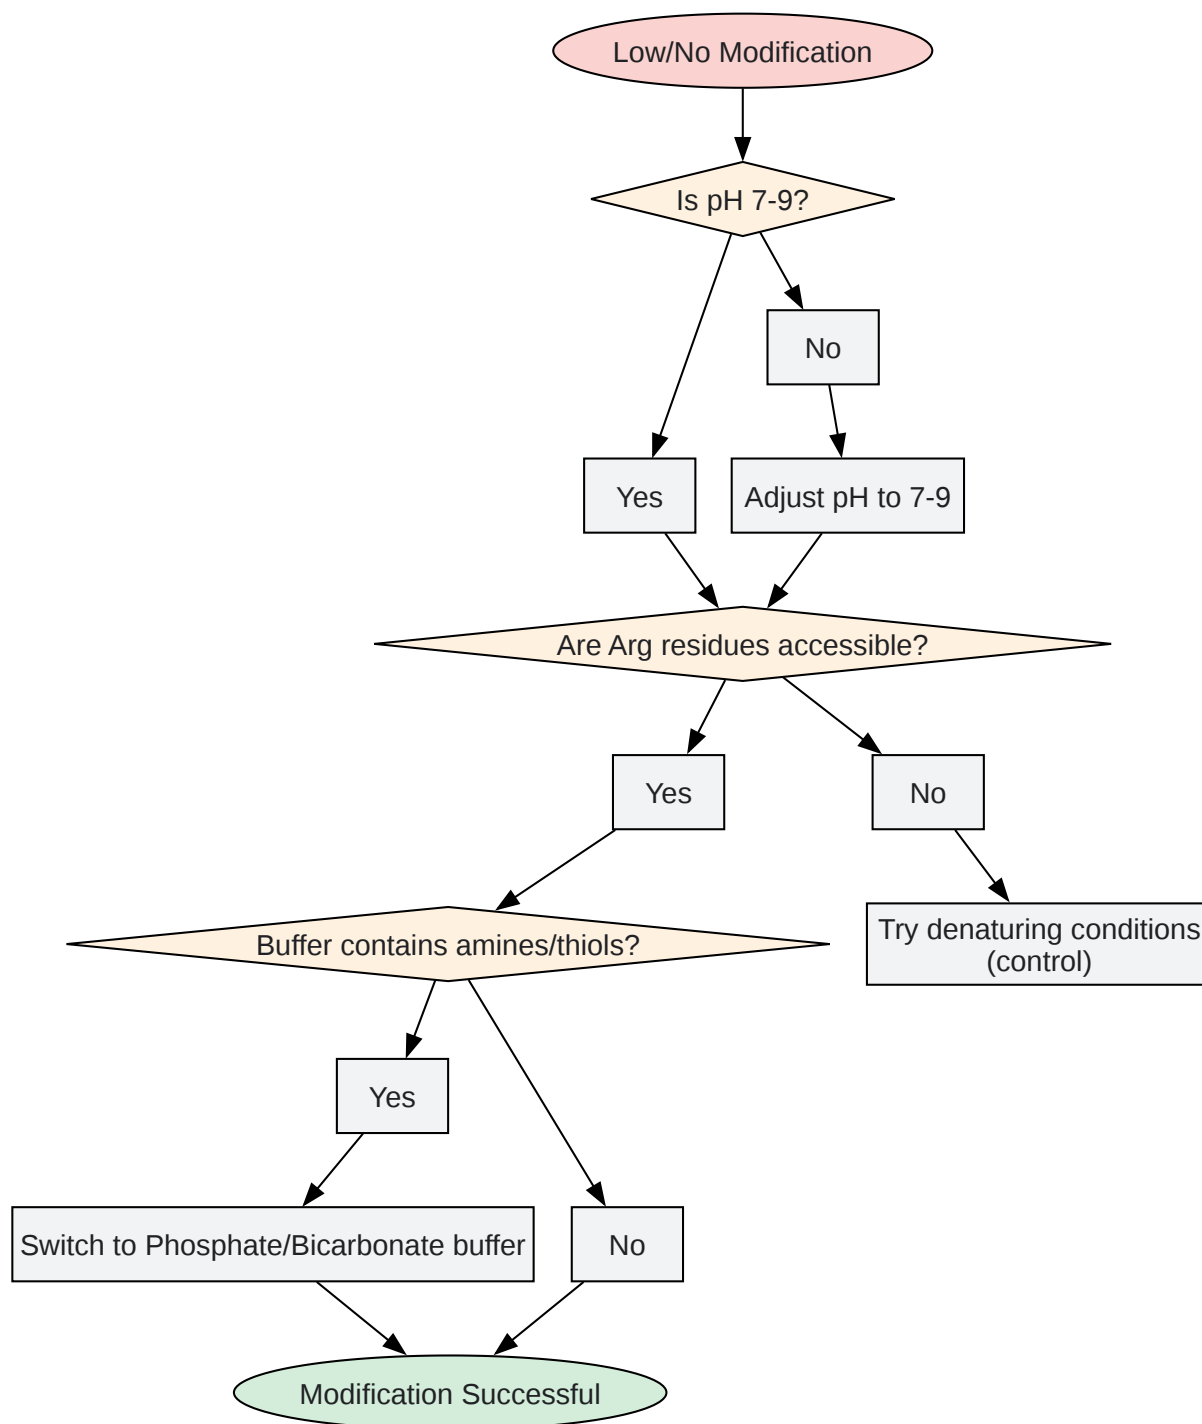 Low/No Modification
Is pH 7-9?
No
Yes
Adjust pH to 7-9
Are Arg residues accessible?
Yes
No
Try denaturing conditions
(control)
Buffer contains amines/thiols?
Yes
Switch to Phosphate/Bicarbonate buffer
No
Modification Successful